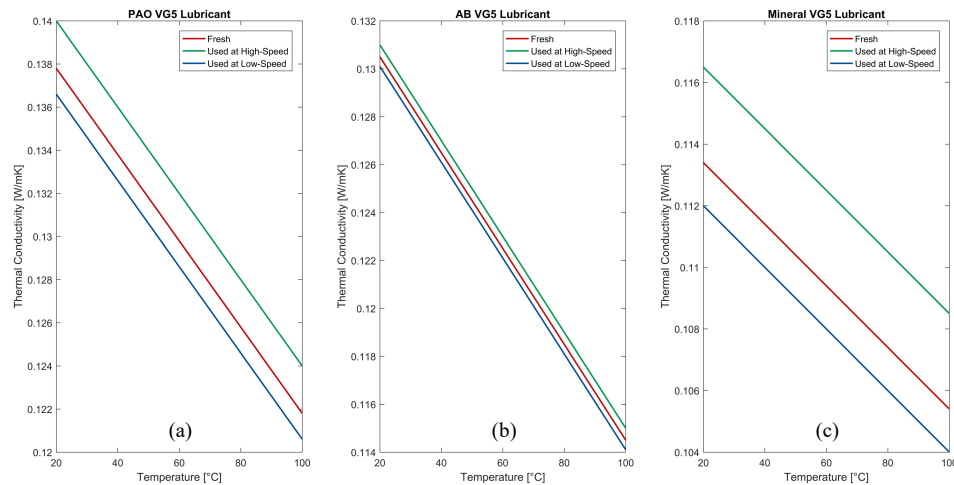 PAO VG5 Lubricant
0.14
0.138
0.136
0.134
0.132
0.13
0.128
0.126
0.124
0.122
0.12
Thermal Conductivity [W/mK]
Fresh
Used at High-Speed
Used at Low-Speed
(a)
20 40 60 80 100
Temperature [°C]
AB VG5 Lubricant
0.132
0.13
0.128
0.126
0.124
0.122
0.12
0.118
0.116
0.114
Thermal Conductivity [W/mK]
Fresh
Used at High-Speed
Used at Low-Speed
(b)
20 40 60 80 100
Temperature [°C]
Mineral VG5 Lubricant
0.118
0.116
0.114
0.112
0.11
0.108
0.106
0.104
Thermal Conductivity [W/mK]
Fresh
Used at High-Speed
Used at Low-Speed
(c)
20 40 60 80 100
Temperature [°C]